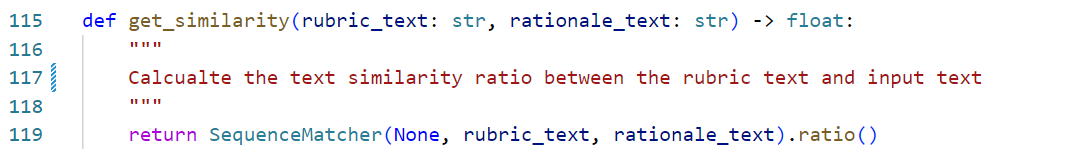 115 def get_similarity(rubric_text: str, rationale_text: str) -> float:
116 """
117 Calcualte the text similarity ratio between the rubric text and input text
118 """
119 return SequenceMatcher(None, rubric_text, rationale_text).ratio()